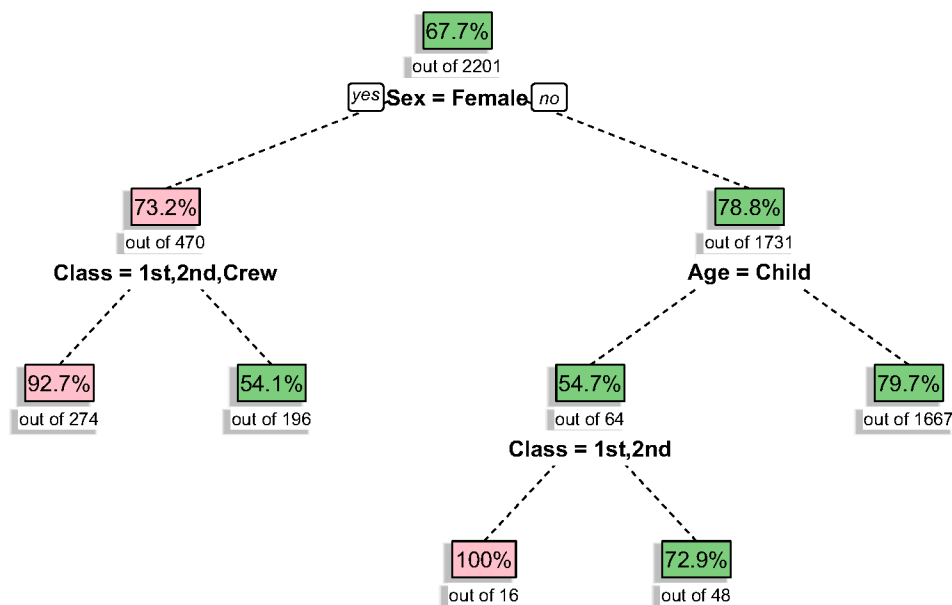 67.7%
out of 2201
yes Sex = Female no
73.2%
78.8%
out of 470
out of 1731
Class = 1st,2nd,Crew
Age = Child
92.7%
54.1%
54.7%
79.7%
out of 274
out of 196
out of 64
out of 1667
Class = 1st,2nd
100%
72.9%
out of 16
out of 48